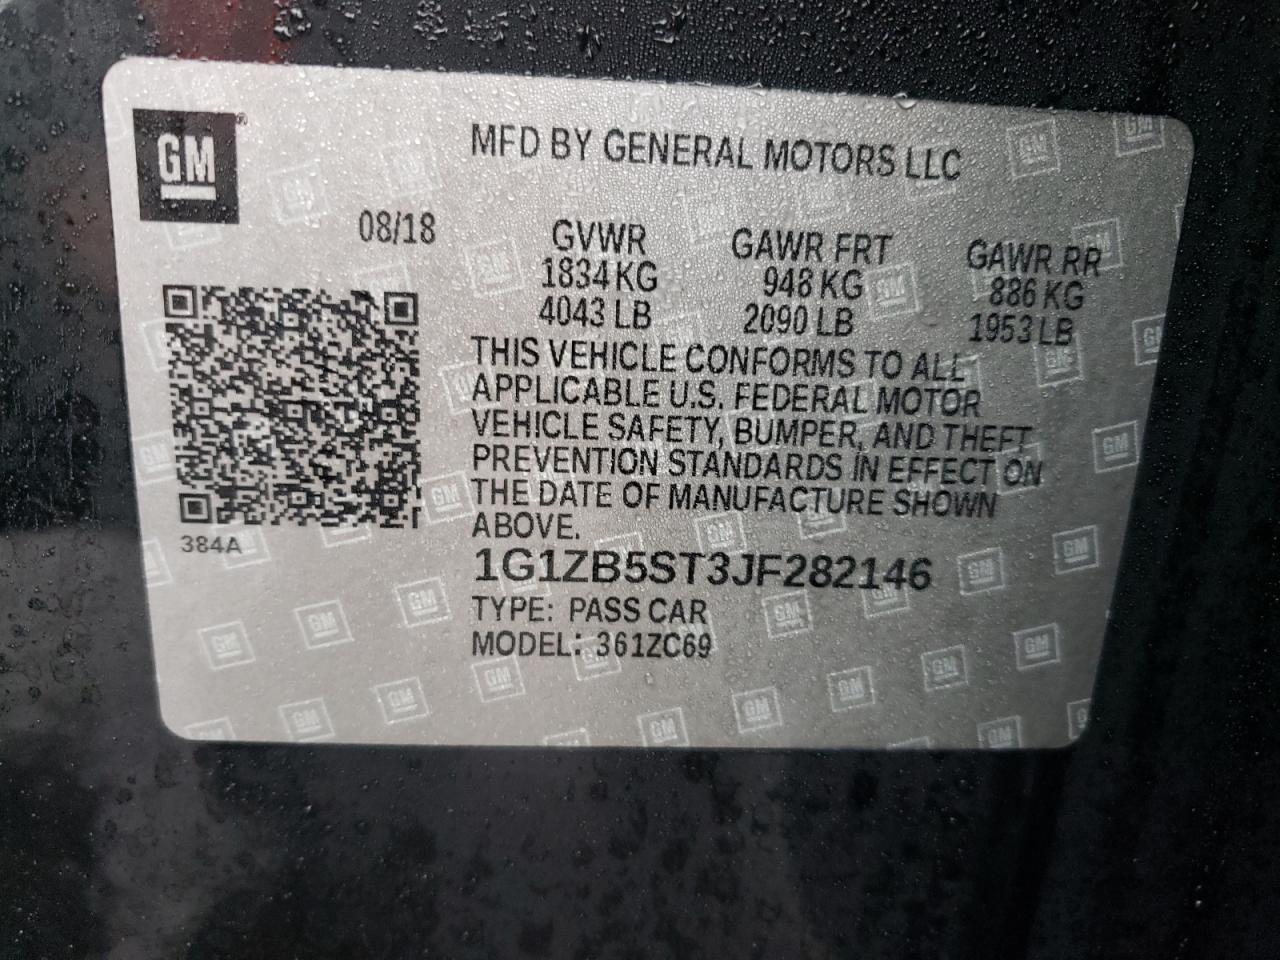 GM
MFD BY GENERAL MOTORS LLC
08/18
GVWR GAWR FRT GAWR RR
1834 KG 948 KG 886 KG
4043 LB 2090 LB 1953 LB
THIS VEHICLE CONFORMS TO ALL
APPLICABLE U.S. FEDERAL MOTOR
VEHICLE SAFETY, BUMPER, AND THEFT
PREVENTION STANDARDS IN EFFECT ON
THE DATE OF MANUFACTURE SHOWN
ABOVE.
384A
1G1ZB5ST3JF282146
TYPE: PASS CAR
MODEL: 361ZC69